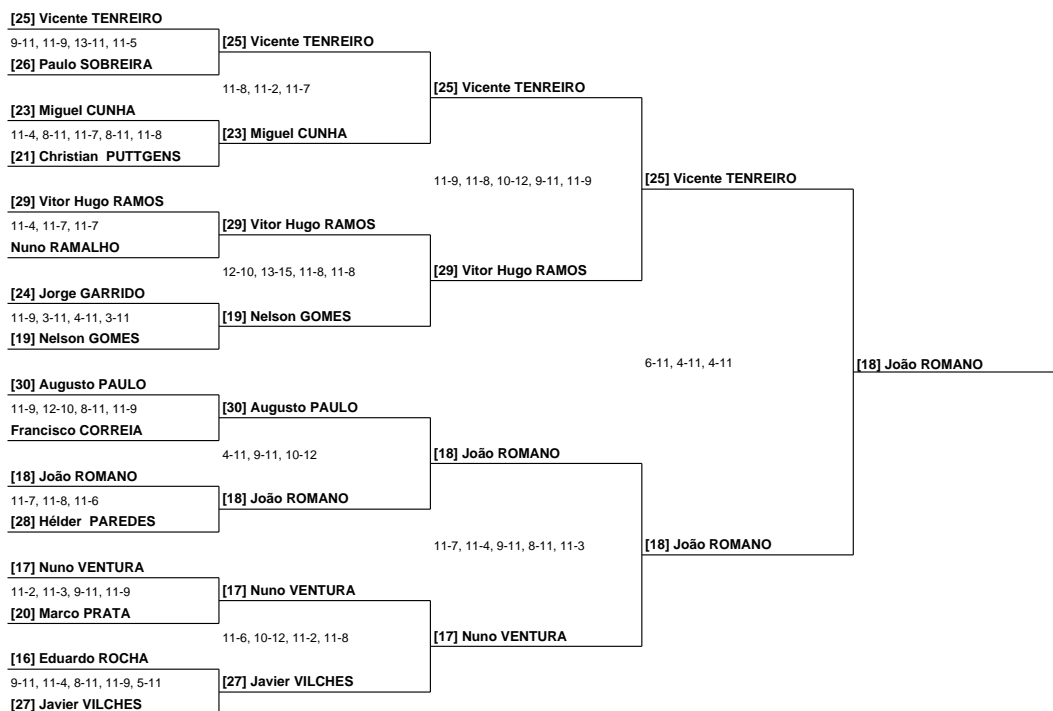 [25] Vicente TENREIRO
9-11, 11-9, 13-11, 11-5
[26] Paulo SOBREIRA
[25] Vicente TENREIRO
11-8, 11-2, 11-7
[25] Vicente TENREIRO
[23] Miguel CUNHA
11-4, 8-11, 11-7, 8-11, 11-8
[21] Christian PUTTGENS
[23] Miguel CUNHA
11-9, 11-8, 10-12, 9-11, 11-9
[25] Vicente TENREIRO
[29] Vitor Hugo RAMOS
11-4, 11-7, 11-7
Nuno RAMALHO
[29] Vitor Hugo RAMOS
12-10, 13-15, 11-8, 11-8
[29] Vitor Hugo RAMOS
[24] Jorge GARRIDO
11-9, 3-11, 4-11, 3-11
[19] Nelson GOMES
[19] Nelson GOMES
6-11, 4-11, 4-11
[18] João ROMANO
[30] Augusto PAULO
11-9, 12-10, 8-11, 11-9
Francisco CORREIA
[30] Augusto PAULO
4-11, 9-11, 10-12
[18] João ROMANO
[18] João ROMANO
11-7, 11-8, 11-6
[28] Hélder PAREDES
[18] João ROMANO
11-7, 11-4, 9-11, 8-11, 11-3
[18] João ROMANO
[17] Nuno VENTURA
11-2, 11-3, 9-11, 11-9
[20] Marco PRATA
[17] Nuno VENTURA
11-6, 10-12, 11-2, 11-8
[17] Nuno VENTURA
[16] Eduardo ROCHA
9-11, 11-4, 8-11, 11-9, 5-11
[27] Javier VILCHES
[27] Javier VILCHES